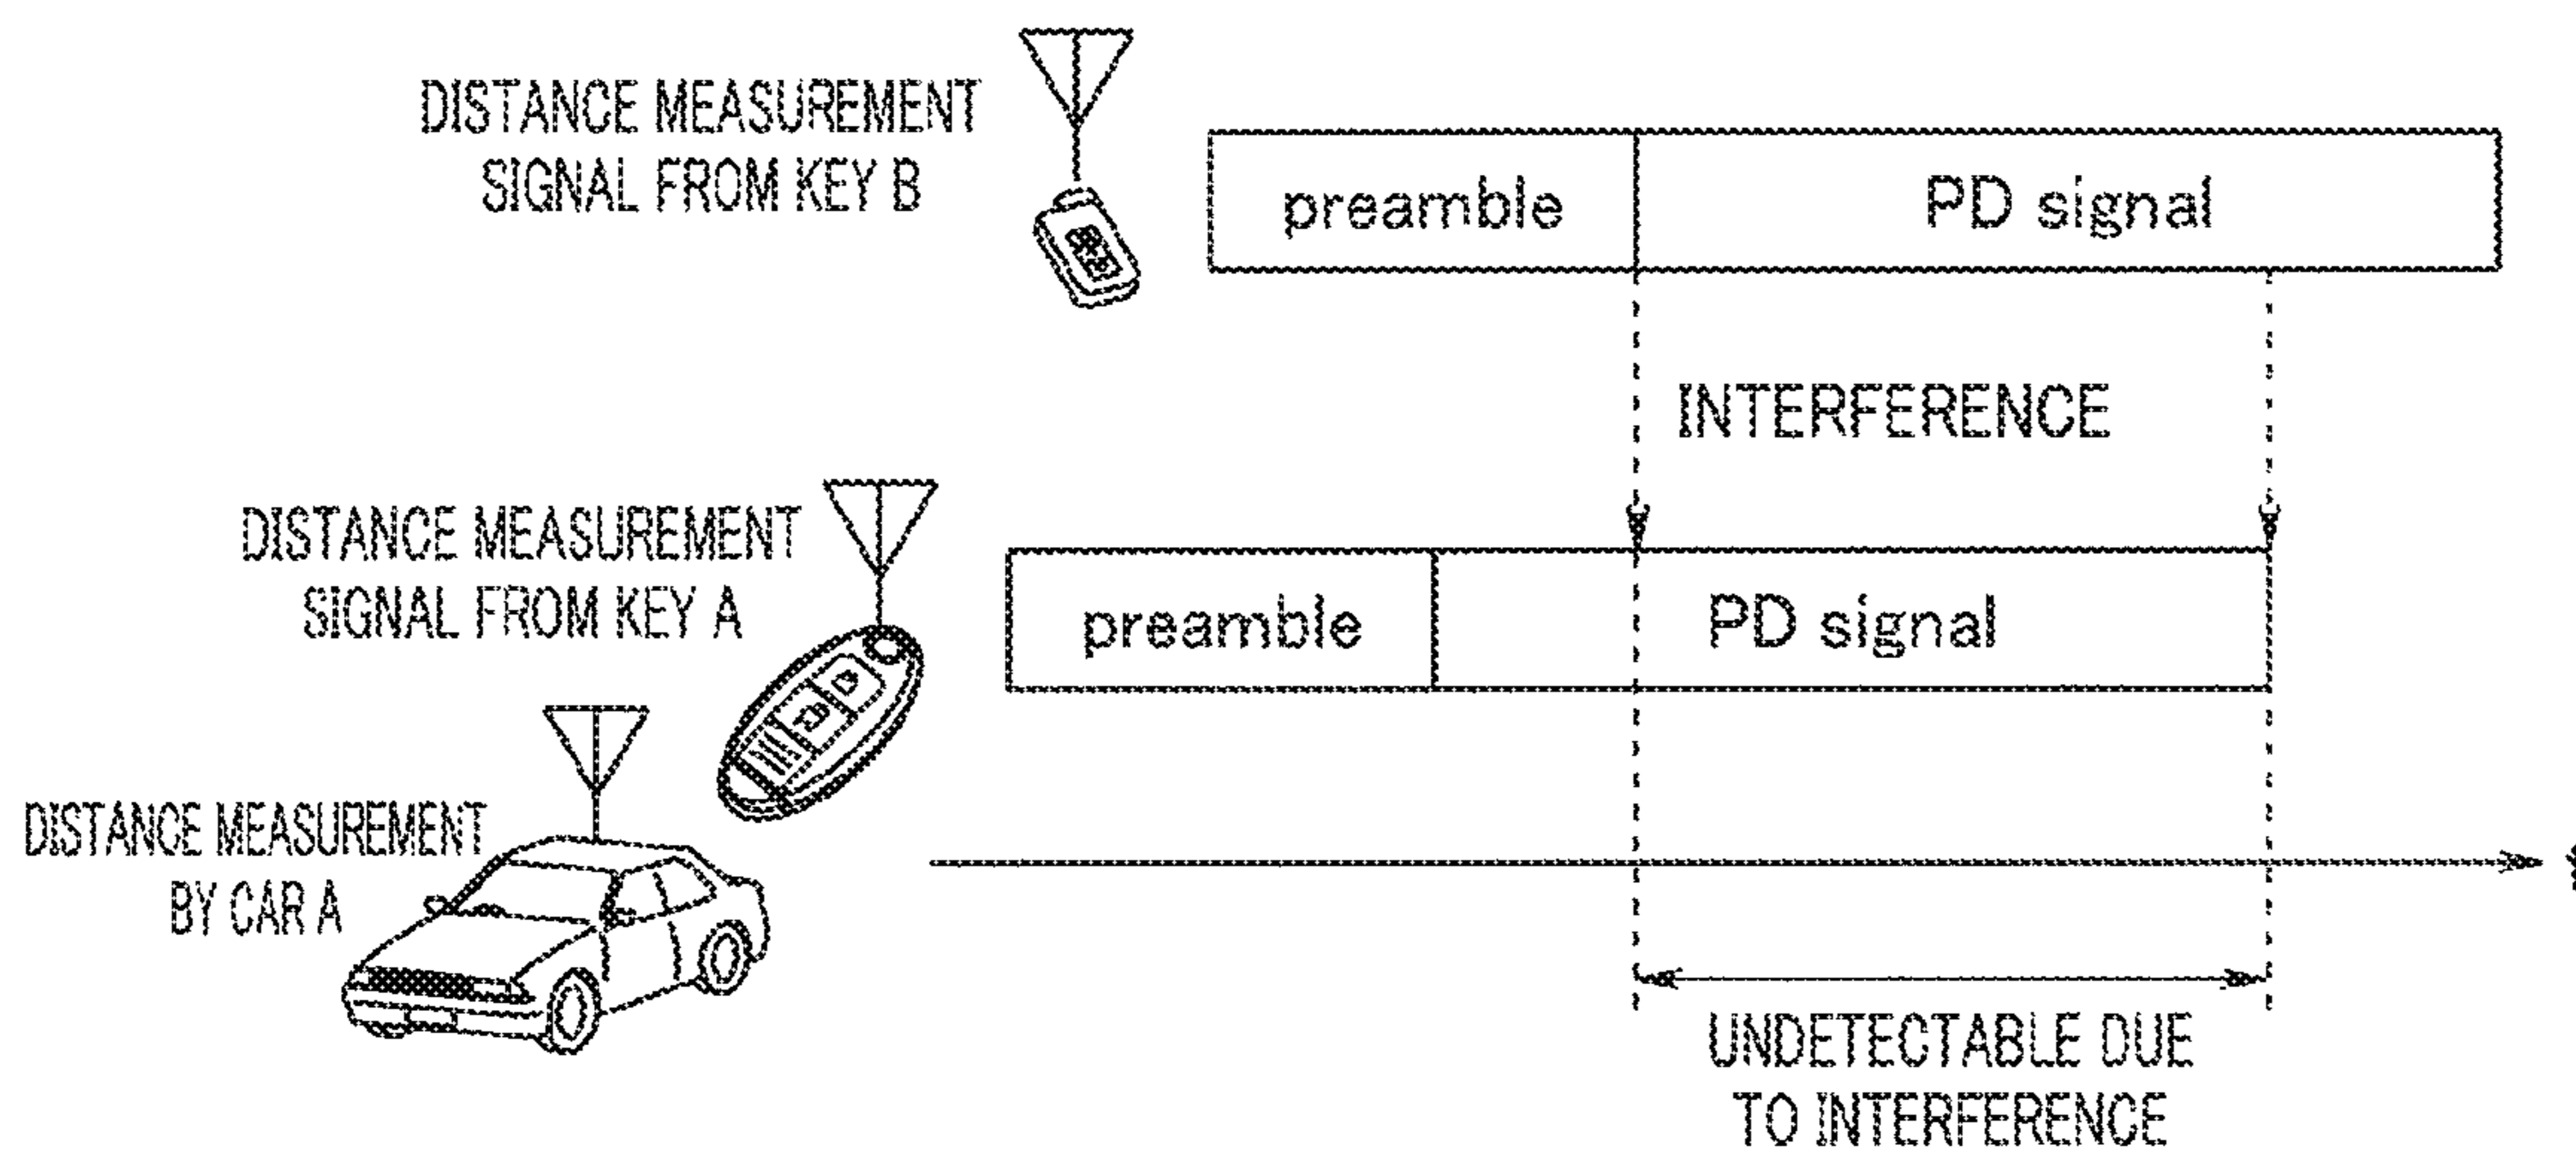 DISTANCE MEASUREMENT
SIGNAL FROM KEY B
preamble
PD signal
INTERFERENCE
DISTANCE MEASUREMENT
SIGNAL FROM KEY A
preamble
PD signal
DISTANCE MEASUREMENT
BY CAR A
UNDETECTABLE DUE
TO INTERFERENCE